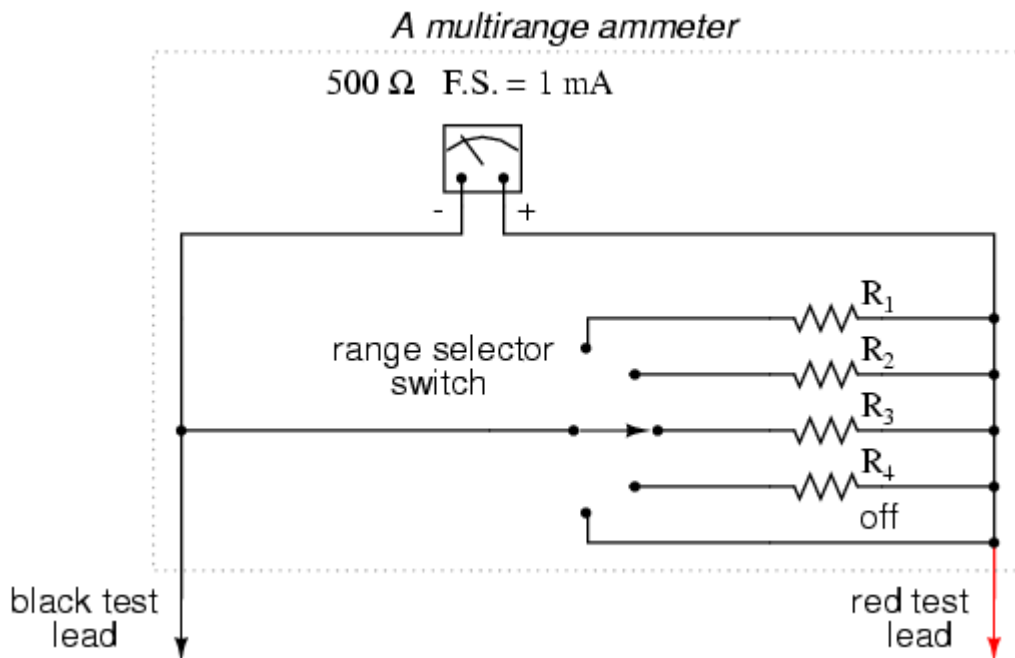 A multirange ammeter
500 Ω F.S. = 1 mA
- +
R₁
range selector
switch
R₂
R₃
R₄
off
black test
lead
red test
lead